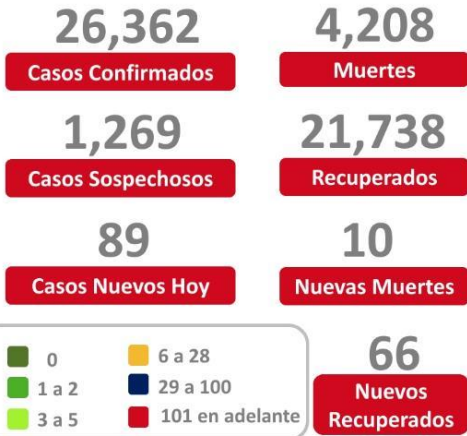 26,362
Casos Confirmados
4,208
Muertes
1,269
Casos Sospechosos
21,738
Recuperados
89
Casos Nuevos Hoy
10
Nuevas Muertes
0
1 a 2
3 a 5
6 a 28
29 a 100
101 en adelante
66
Nuevos
Recuperados